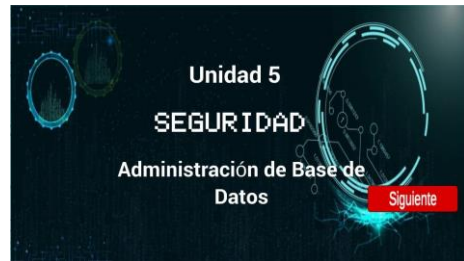 Unidad 5
SEGURIDAD
Administración de Base de
Datos
Siguiente